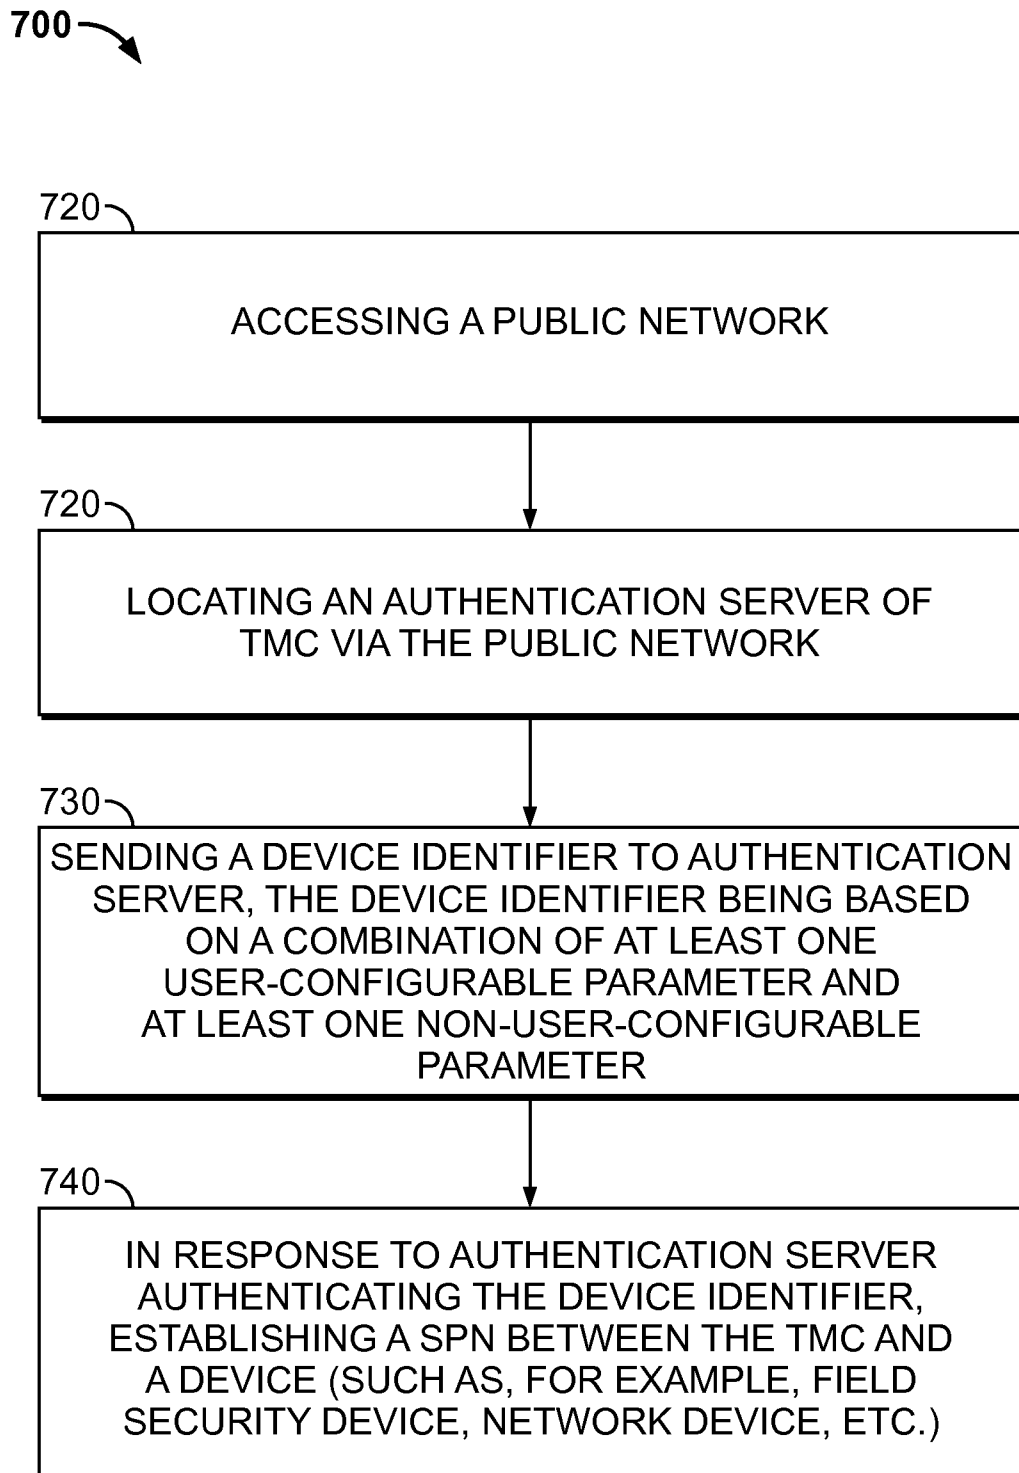 700
720
ACCESSING A PUBLIC NETWORK
720
LOCATING AN AUTHENTICATION SERVER OF
TMC VIA THE PUBLIC NETWORK
730
SENDING A DEVICE IDENTIFIER TO AUTHENTICATION
SERVER, THE DEVICE IDENTIFIER BEING BASED
ON A COMBINATION OF AT LEAST ONE
USER-CONFIGURABLE PARAMETER AND
AT LEAST ONE NON-USER-CONFIGURABLE
PARAMETER
740
IN RESPONSE TO AUTHENTICATION SERVER
AUTHENTICATING THE DEVICE IDENTIFIER,
ESTABLISHING A SPN BETWEEN THE TMC AND
A DEVICE (SUCH AS, FOR EXAMPLE, FIELD
SECURITY DEVICE, NETWORK DEVICE, ETC.)